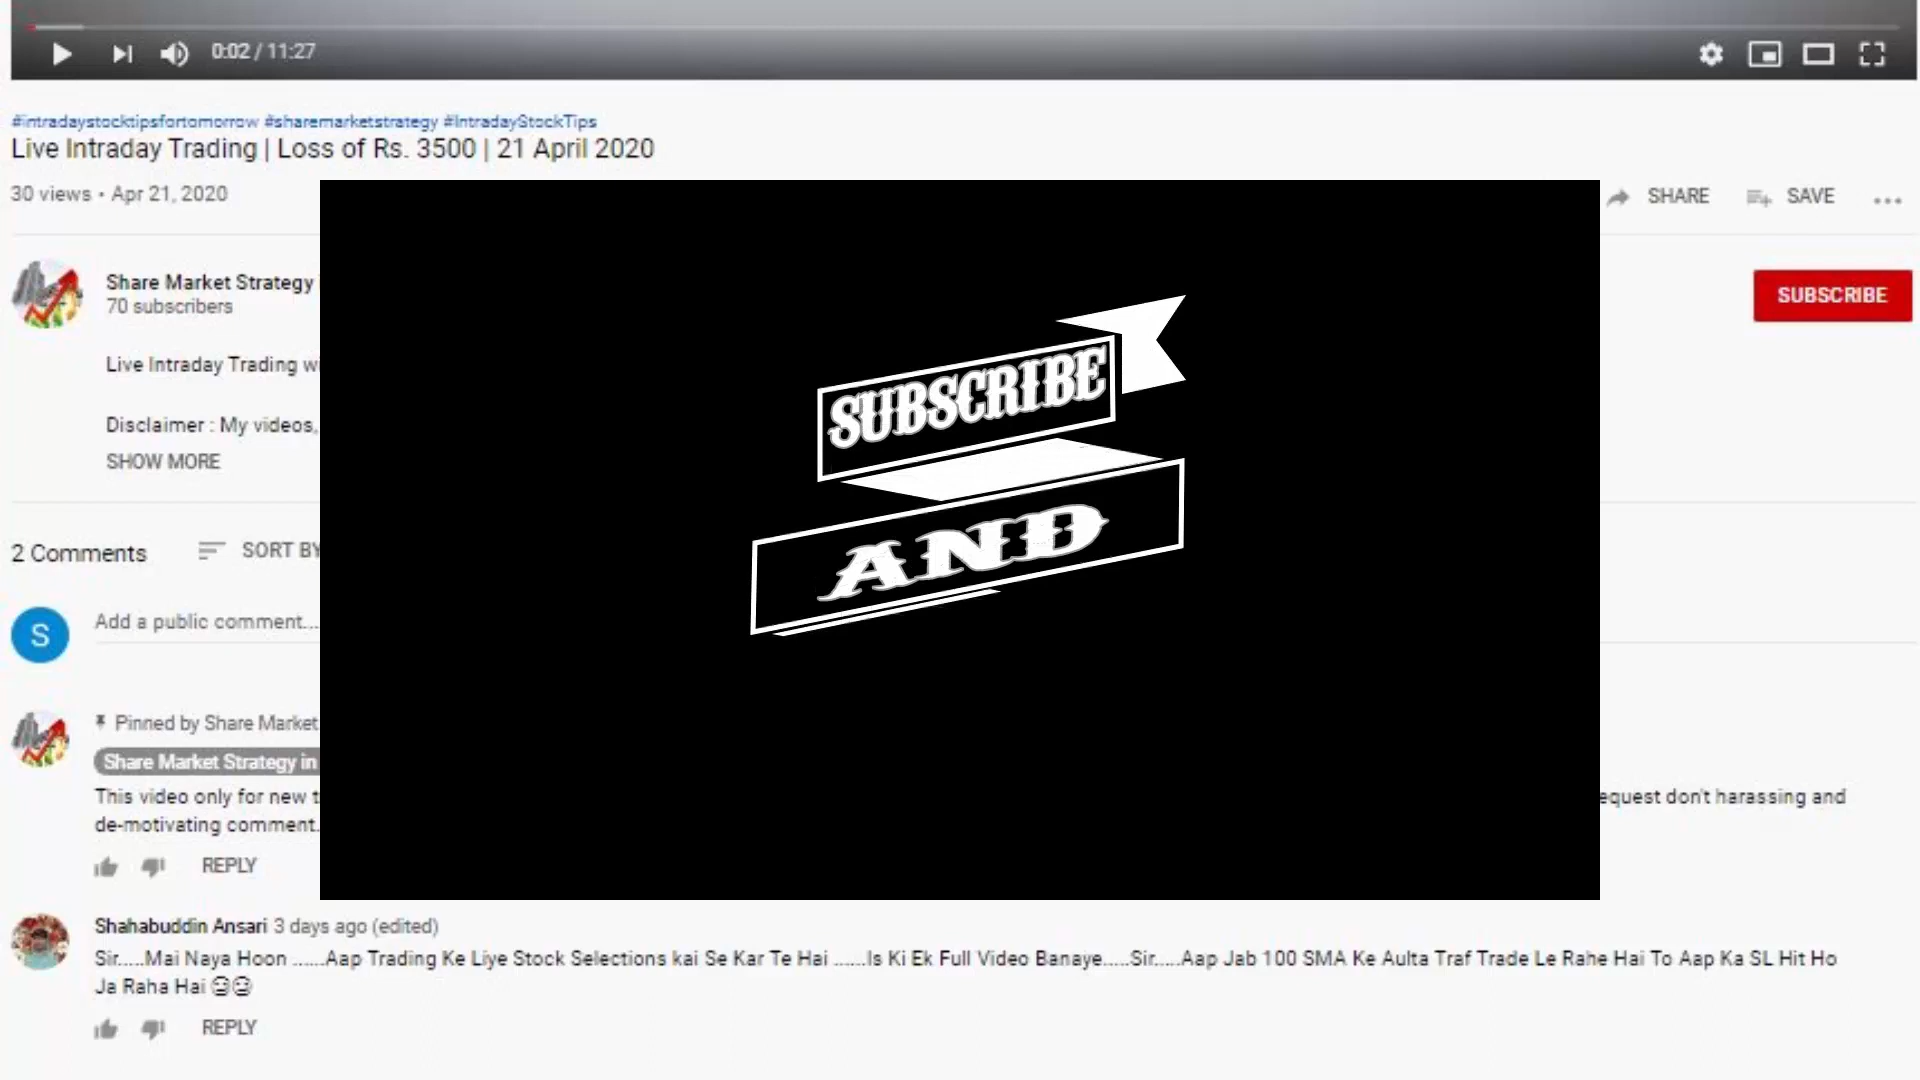 0:02 / 11:27
#intradaystocktipsfortomorrow #sharemarketstrategy #IntradayStockTips
Live Intraday Trading | Loss of Rs. 3500 | 21 April 2020
30 views • Apr 21, 2020
SHARE
SAVE
Share Market Strategy
70 subscribers
SUBSCRIBE
Live Intraday Trading
Disclaimer : My videos,
SHOW MORE
SUBSCRIBE
AND
2 Comments
SORT BY
S
Add a public comment...
Pinned by Share Market
Share Market Strategy in
This video only for new
equest don't harassing and
de-motivating comment.
REPLY
Shahabuddin Ansari 3 days ago (edited)
Sir.....Mai Naya Hoon ......Aap Trading Ke Liye Stock Selections kai Se Kar Te Hai ......Is Ki Ek Full Video Banaye.....Sir.....Aap Jab 100 SMA Ke Aulta Traf Trade Le Rahe Hai To Aap Ka SL Hit Ho
Ja Raha Hai
REPLY